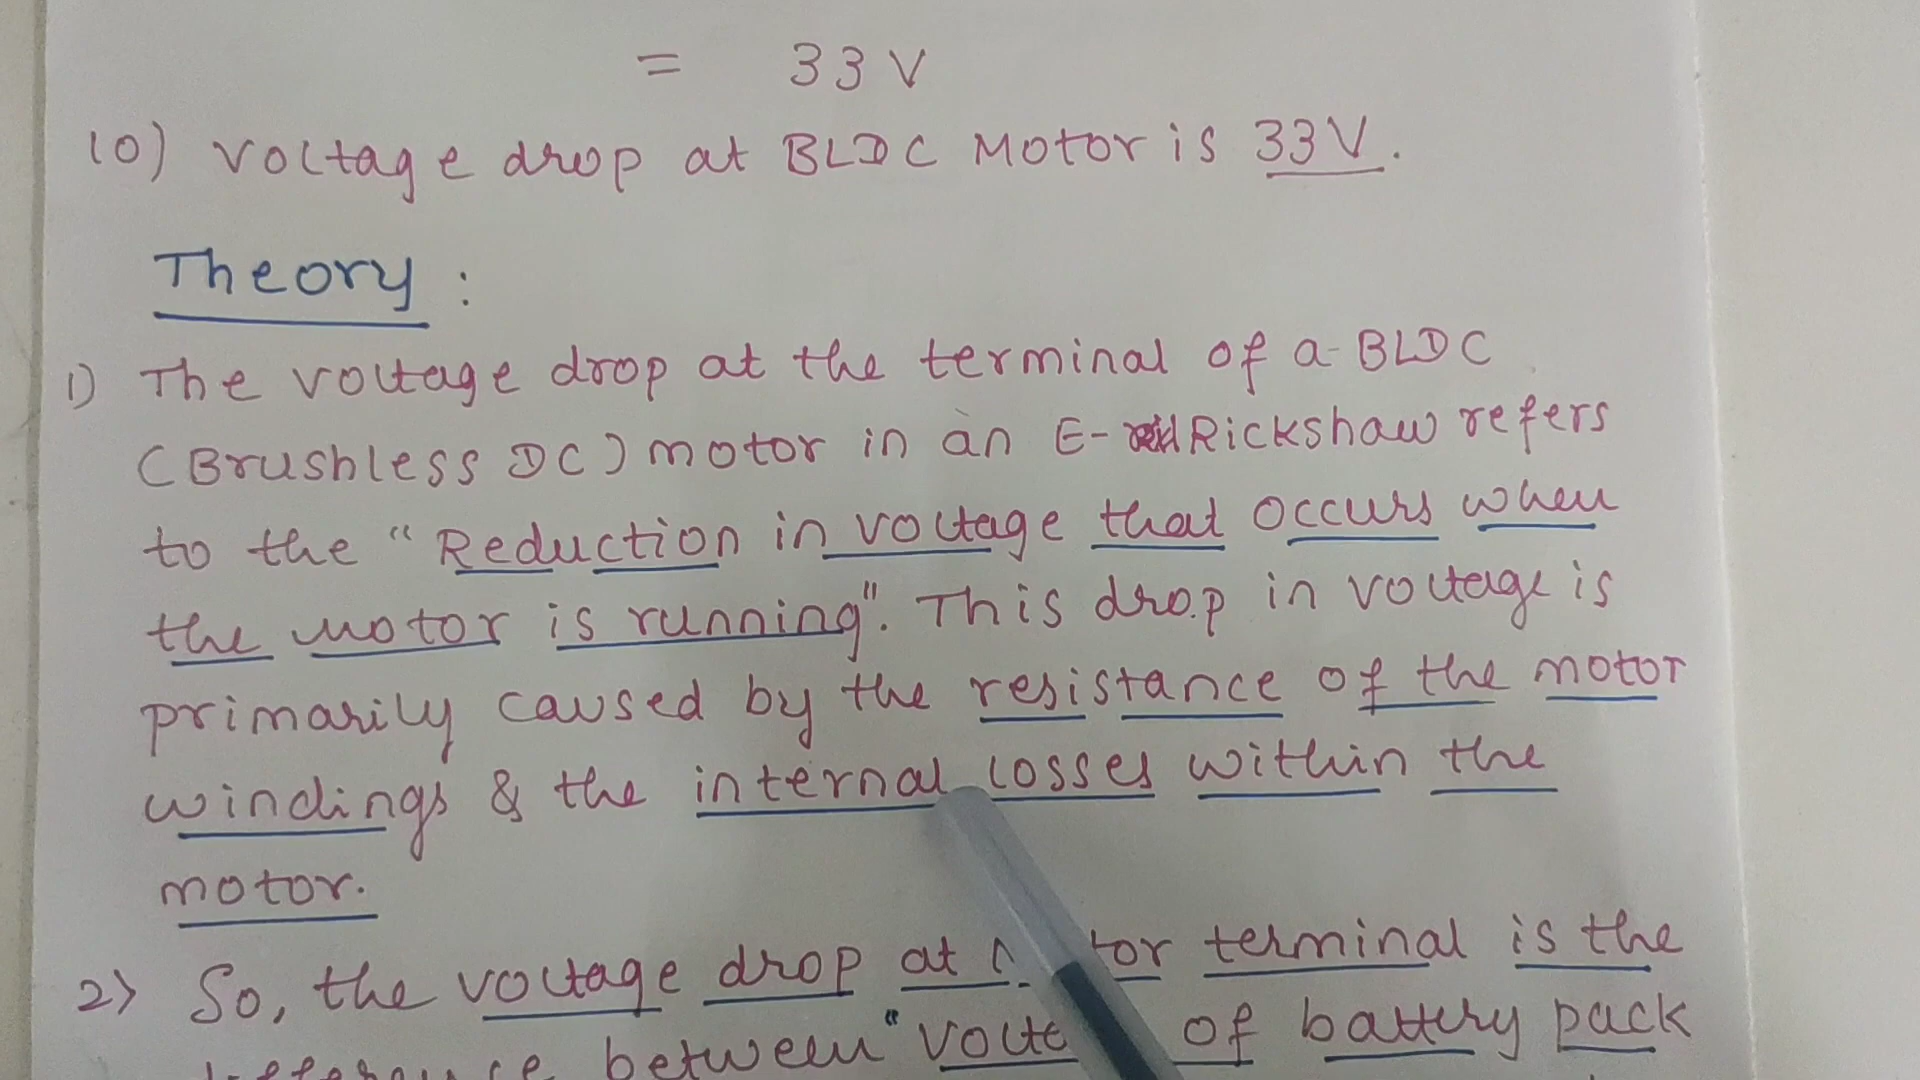 = 33V
10) Voltage drop at BLDC Motor is 33V.
Theory :
1) The voltage drop at the terminal of a BLDC
(Brushless DC) motor in an E- Rickshaw refers
to the "Reduction in voltage that occurs when
the motor is running". This drop in voltage is
primarily caused by the resistance of the motor
windings & the internal losses within the
motor.
2) So, the voltage drop at terminal is the
between " of battery pack